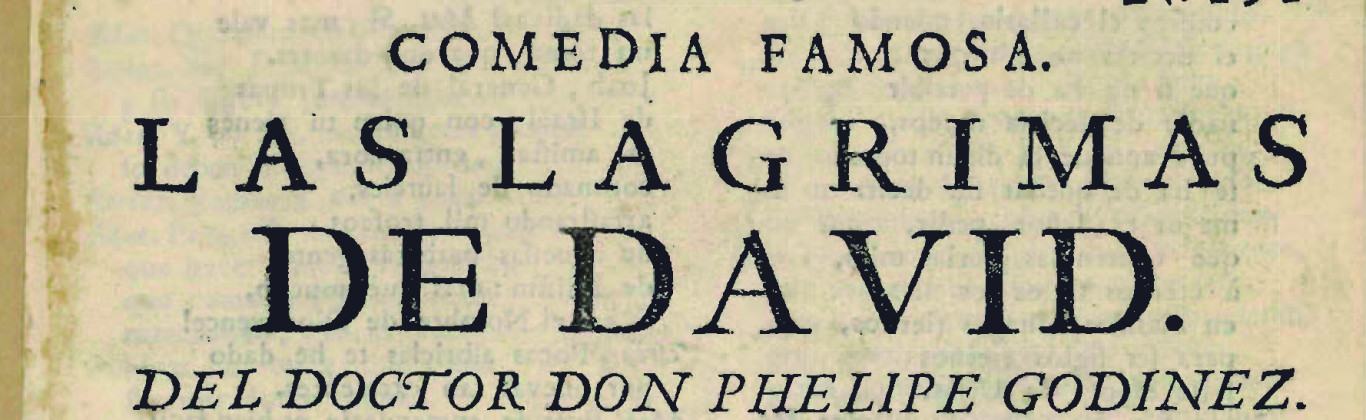 COMEDIA FAMOSA.
LAS LAGRIMAS
DE DAVID.
DEL DOCTOR DON PHELIPE GODINEZ.